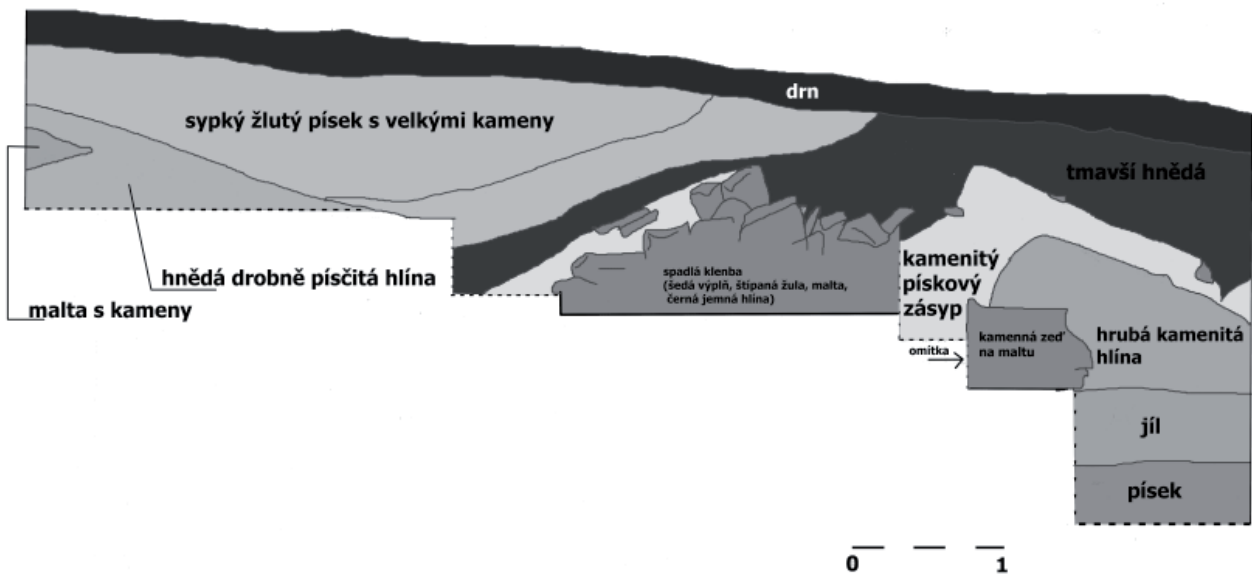 drn
sypký žlutý písek s velkými kameny
tmavší hnědá
hnědá drobně písčitá hlína
malta s kameny
spadlá klenba
(šedá výplň, štípaná žula, malta,
černá jemná hlína)
kamenitý
pískový
zásyp
omítka
kamenná zeď
na maltu
hrubá kamenitá
hlína
jíl
písek
0 1